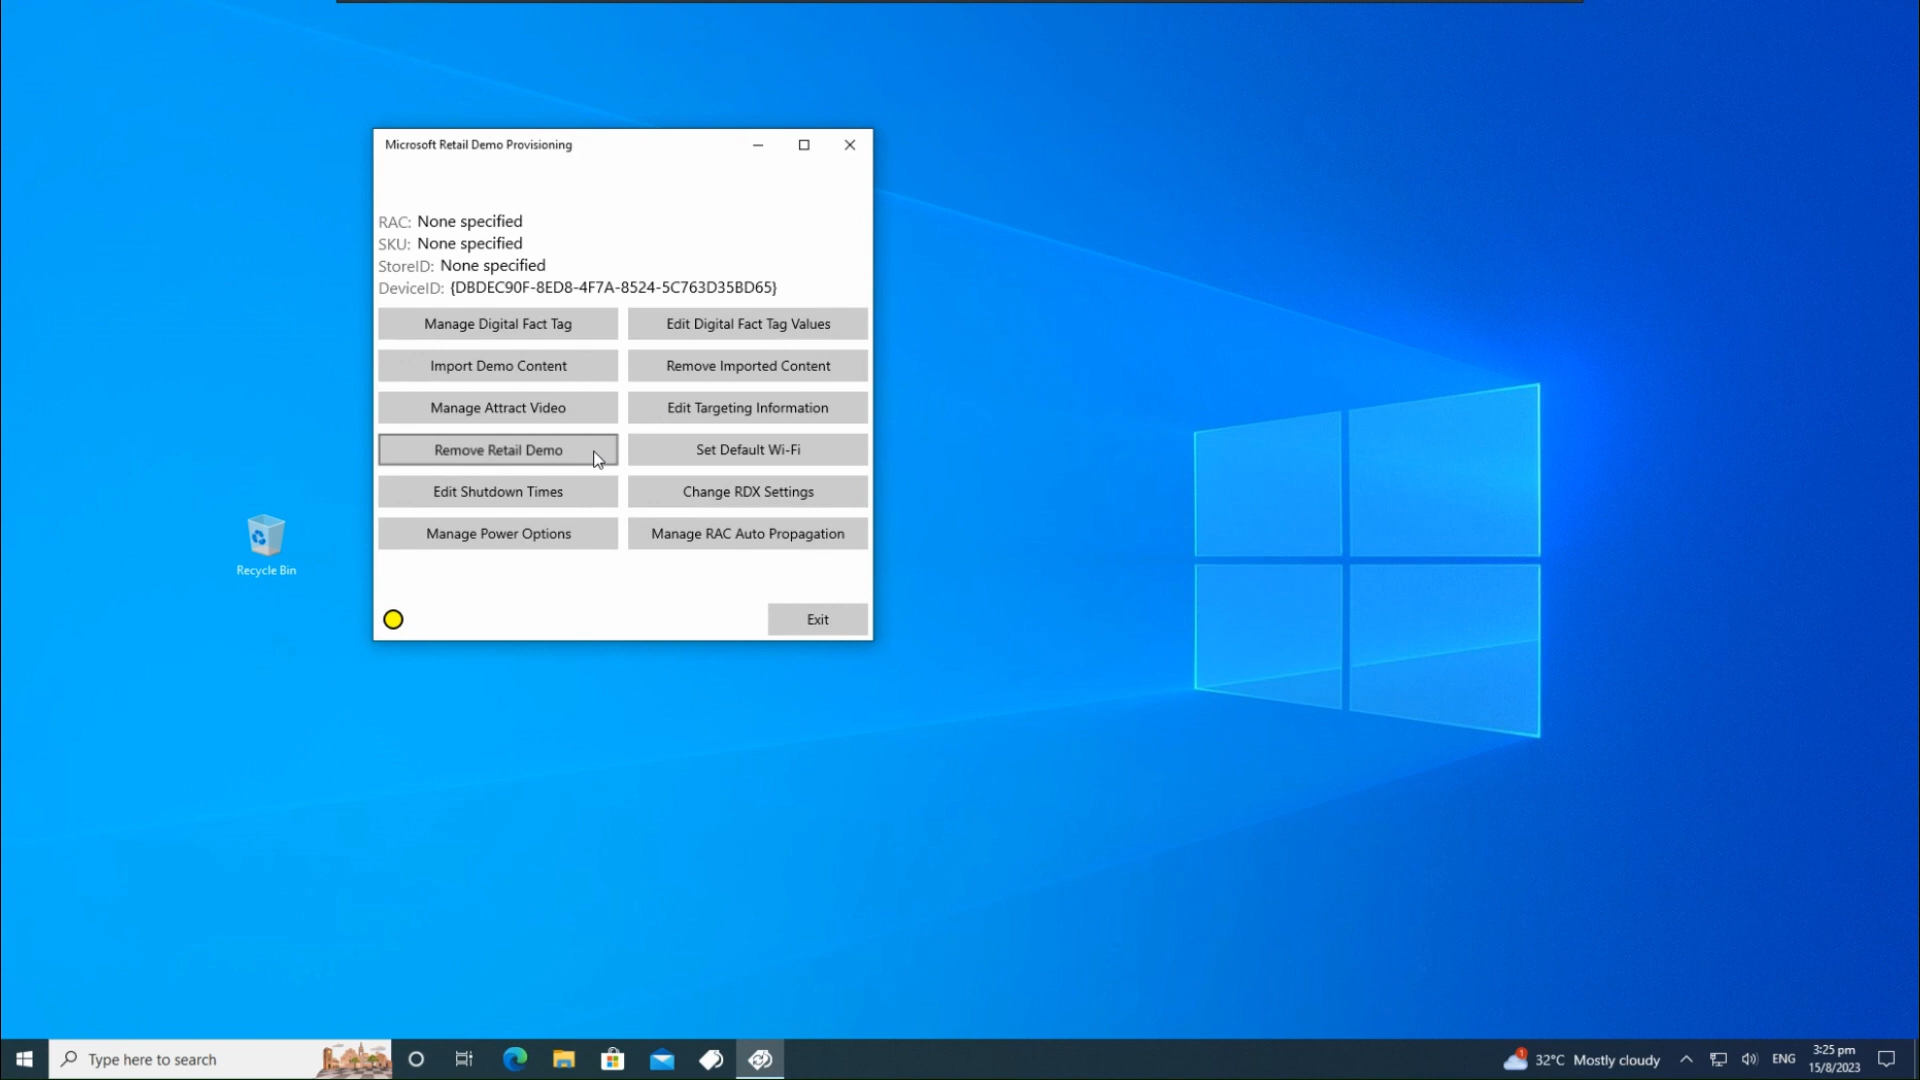 Microsoft Retail Demo Provisioning
RAC: None specified
SKU: None specified
StoreID: None specified
DeviceID: {DBDEC90F-8ED8-4F7A-8524-5C763D35BD65}
Manage Digital Fact Tag
Edit Digital Fact Tag Values
Import Demo Content
Remove Imported Content
Manage Attract Video
Edit Targeting Information
Remove Retail Demo
Set Default Wi-Fi
Edit Shutdown Times
Change RDX Settings
Manage Power Options
Manage RAC Auto Propagation
Exit
Recycle Bin
Type here to search
1
32°C Mostly cloudy
ENG
3:25 pm
15/8/2023